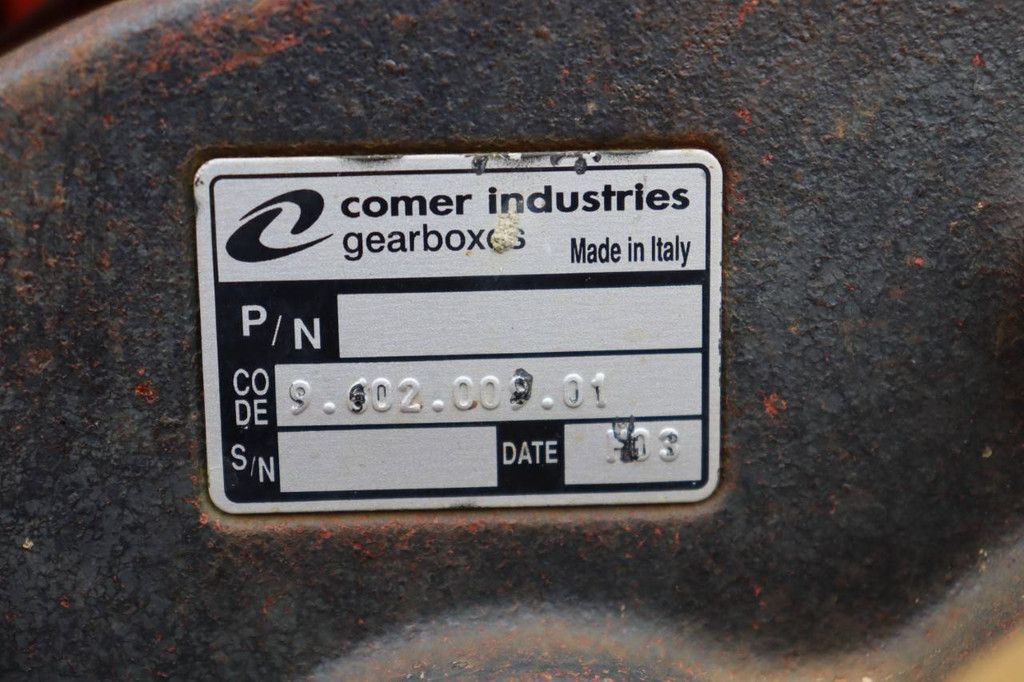 comer industries
gearboxes
Made in Italy
P/N
CODE
S/N
DATE